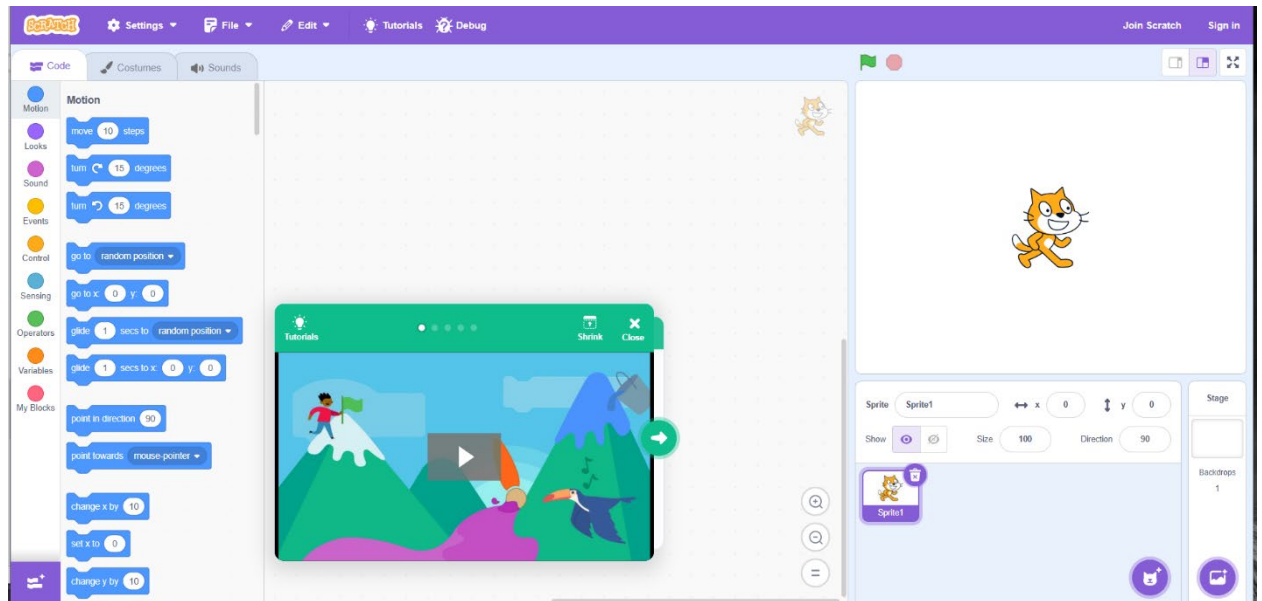 SCRATCH Settings File Edit Tutorials Debug Join Scratch Sign in
Code Costumes Sounds
Motion
Looks
Sound
Events
Control
Sensing
Operators
Variables
My Blocks
Motion
move 10 steps
turn 15 degrees
turn 15 degrees
go to random position
go to x: 0 y: 0
glide 1 secs to random position
glide 1 secs to x: 0 y: 0
point in direction 90
point towards mouse-pointer
change x by 10
set x to 0
change y by 10
Tutorials Shrink Close
Sprite Sprite1 x 0 y 0
Show Size 100 Direction 90
Sprite1
Stage
Backdrops
1